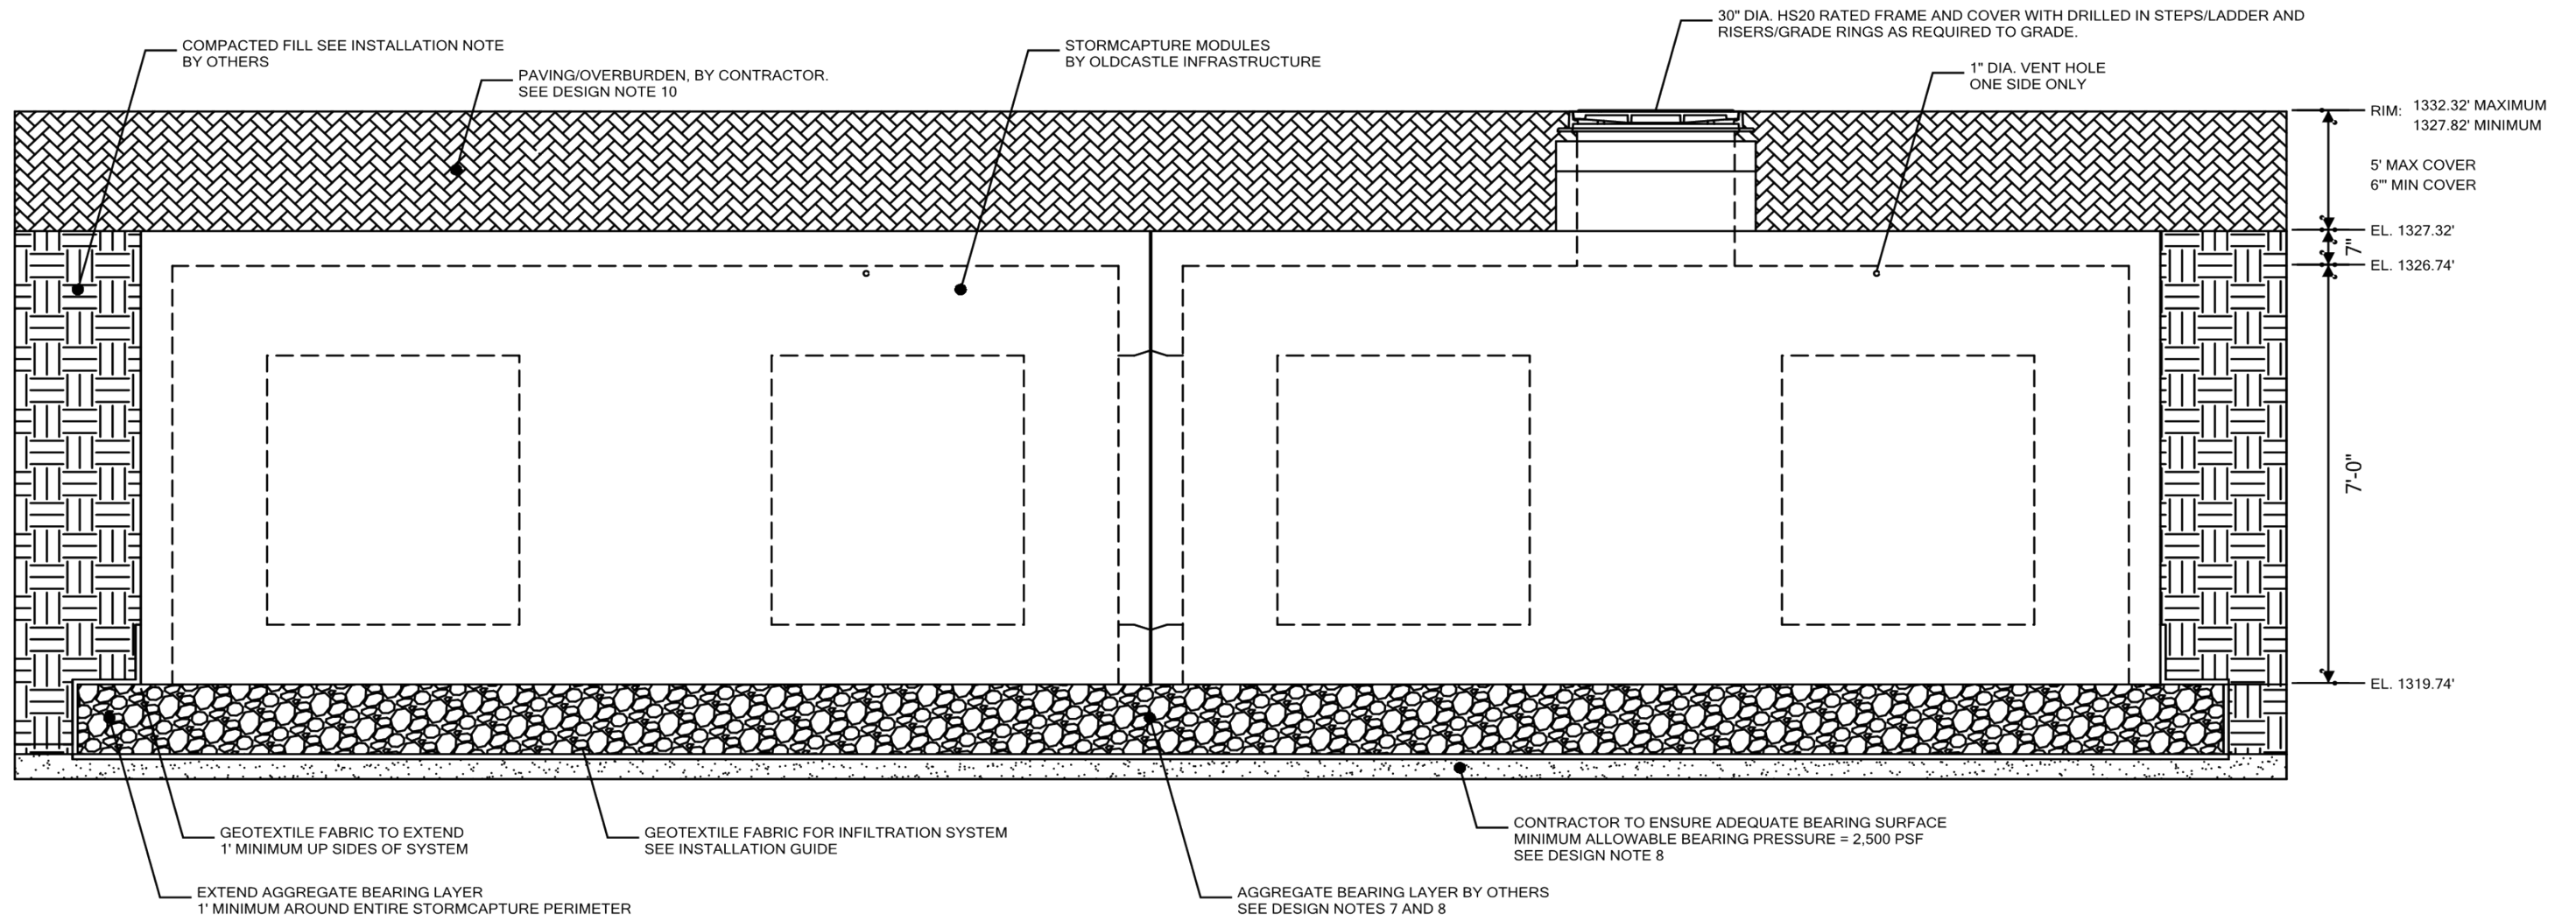 30" DIA. HS20 RATED FRAME AND COVER WITH DRILLED IN STEPS/LADDER AND
RISERS/GRADE RINGS AS REQUIRED TO GRADE.
COMPACTED FILL SEE INSTALLATION NOTE
BY OTHERS
STORMCAPTURE MODULES
BY OLDCASTLE INFRASTRUCTURE
PAVING/OVERBURDEN, BY CONTRACTOR.
SEE DESIGN NOTE 10
1" DIA. VENT HOLE
ONE SIDE ONLY
RIM: 1332.32' MAXIMUM
1327.82' MINIMUM
5' MAX COVER
6"' MIN COVER
EL. 1327.32'
7"
EL. 1326.74'
7'-0"
EL. 1319.74'
GEOTEXTILE FABRIC TO EXTEND
1' MINIMUM UP SIDES OF SYSTEM
GEOTEXTILE FABRIC FOR INFILTRATION SYSTEM
SEE INSTALLATION GUIDE
CONTRACTOR TO ENSURE ADEQUATE BEARING SURFACE
MINIMUM ALLOWABLE BEARING PRESSURE = 2,500 PSF
SEE DESIGN NOTE 8
EXTEND AGGREGATE BEARING LAYER
1' MINIMUM AROUND ENTIRE STORMCAPTURE PERIMETER
AGGREGATE BEARING LAYER BY OTHERS
SEE DESIGN NOTES 7 AND 8